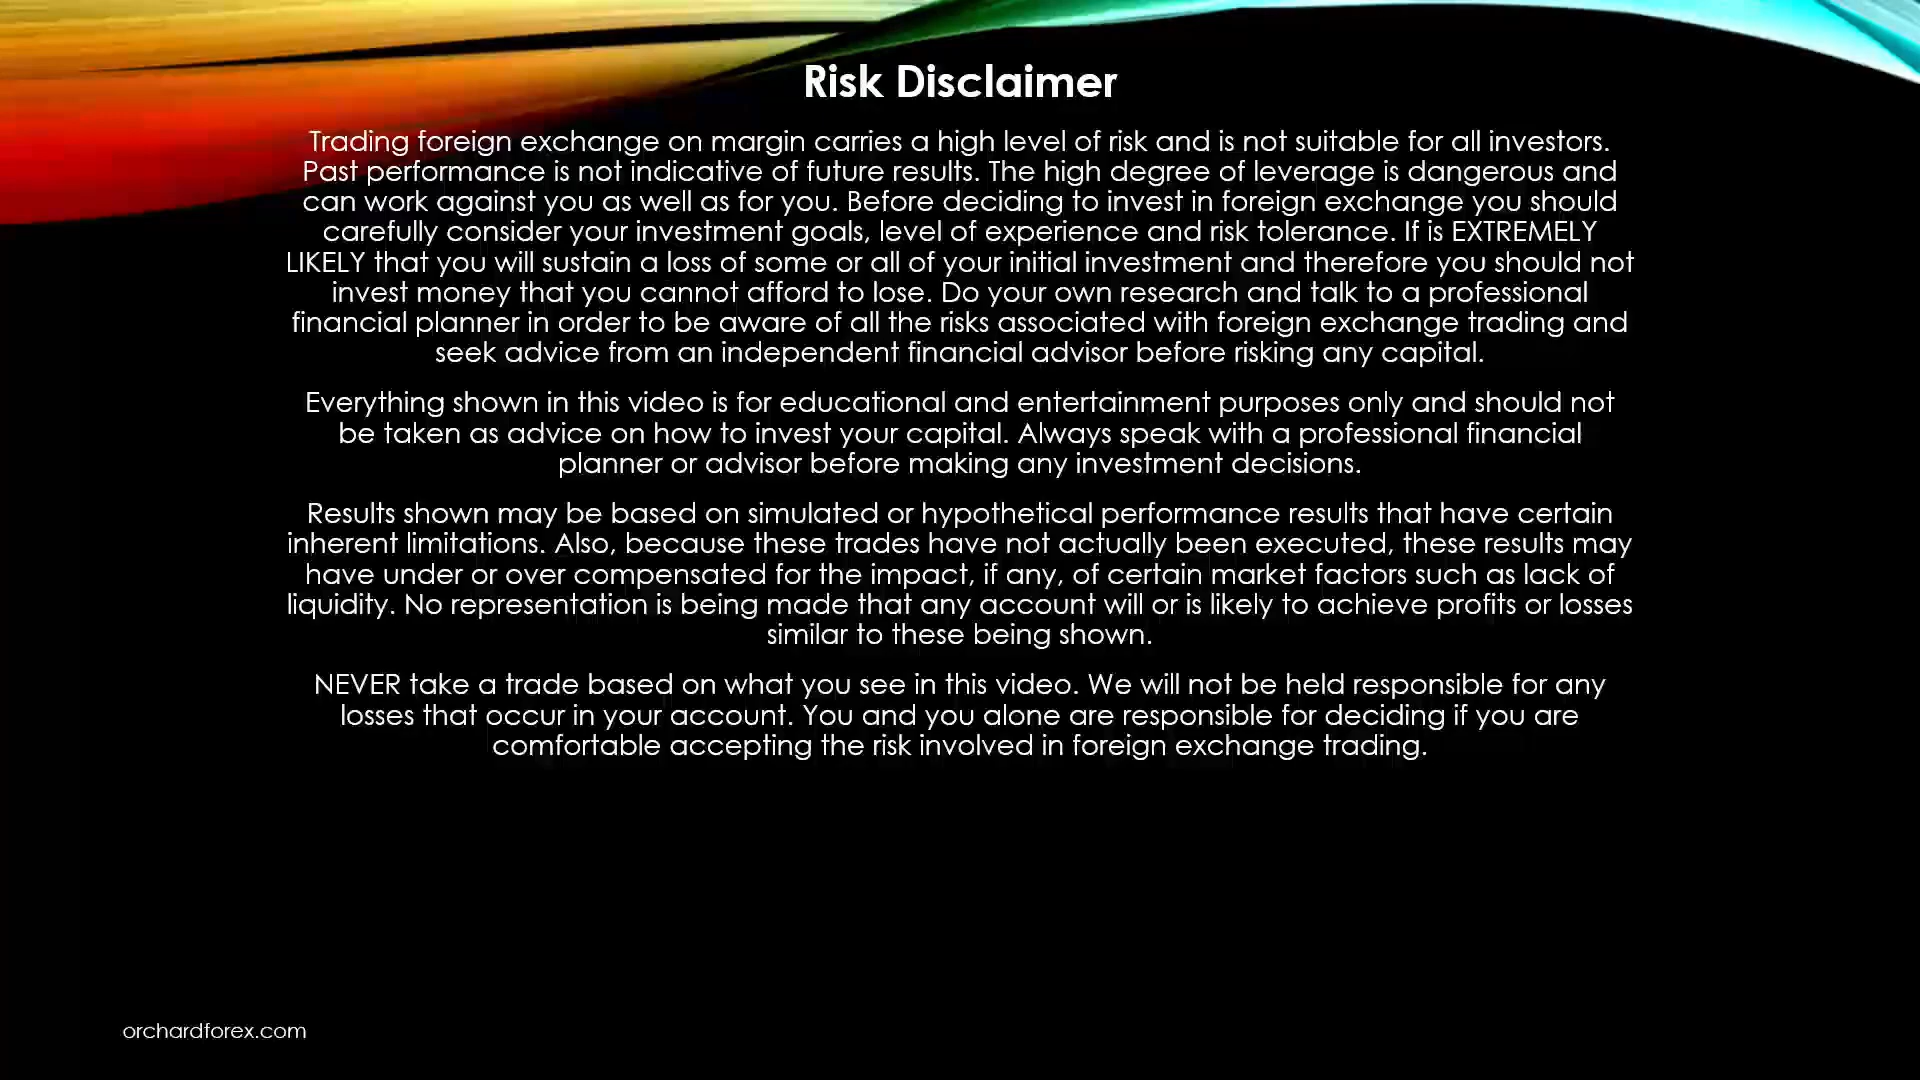 Risk Disclaimer
Trading foreign exchange on margin carries a high level of risk and is not suitable for all investors.
Past performance is not indicative of future results. The high degree of leverage is dangerous and
can work against you as well as for you. Before deciding to invest in foreign exchange you should
carefully consider your investment goals, level of experience and risk tolerance. If is EXTREMELY
LIKELY that you will sustain a loss of some or all of your initial investment and therefore you should not
invest money that you cannot afford to lose. Do your own research and talk to a professional
financial planner in order to be aware of all the risks associated with foreign exchange trading and
seek advice from an independent financial advisor before risking any capital.
Everything shown in this video is for educational and entertainment purposes only and should not
be taken as advice on how to invest your capital. Always speak with a professional financial
planner or advisor before making any investment decisions.
Results shown may be based on simulated or hypothetical performance results that have certain
inherent limitations. Also, because these trades have not actually been executed, these results may
have under or over compensated for the impact, if any, of certain market factors such as lack of
liquidity. No representation is being made that any account will or is likely to achieve profits or losses
similar to these being shown.
NEVER take a trade based on what you see in this video. We will not be held responsible for any
losses that occur in your account. You and you alone are responsible for deciding if you are
comfortable accepting the risk involved in foreign exchange trading.
orchardforex.com